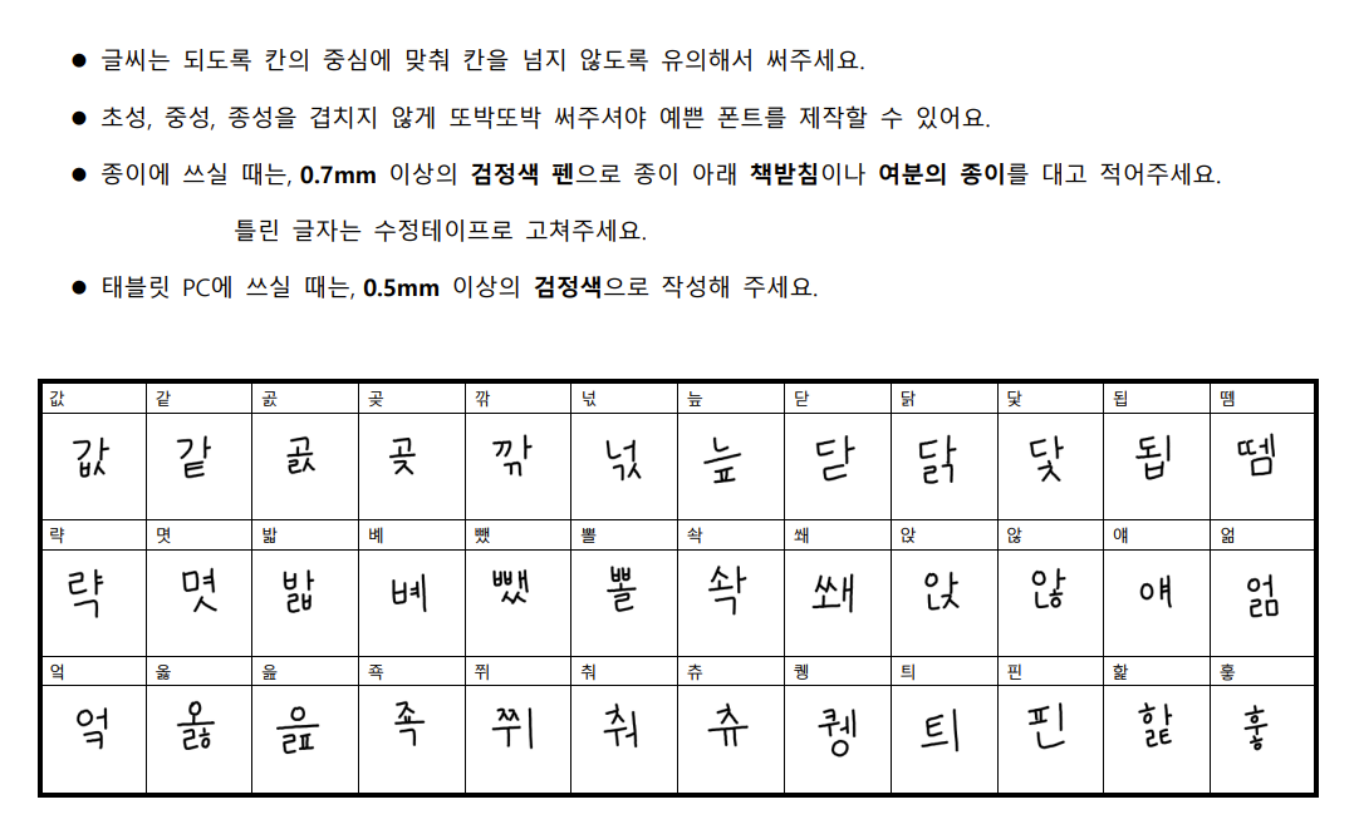 ● 글씨는 되도록 칸의 중심에 맞춰 칸을 넘지 않도록 유의해서 써주세요.
● 초성, 중성, 종성을 겹치지 않게 또박또박 써주셔야 예쁜 폰트를 제작할 수 있어요.
● 종이에 쓰실 때는, 0.7mm 이상의 검정색 펜으로 종이 아래 책받침이나 여분의 종이를 대고 적어주세요.
틀린 글자는 수정테이프로 고쳐주세요.
● 태블릿 PC에 쓰실 때는, 0.5mm 이상의 검정색으로 작성해 주세요.
값 같 곬 곷 깎 넋 늪 닫 닭 닻 됩 뗌
값 같 곬 곷 깎 넋 늪 닫 닭 닻 됩 뗌
략 몃 밟 볘 뺐 뾸 솩 쐐 앉 않 얘 얾
략 몃 밟 볘 뺐 뾸 솩 쐐 앉 않 얘 얾
억 옳 읊 죡 쮜 춰 츄 퀭 틔 핀 핥 훟
억 옳 읊 죡 쮜 춰 츄 퀭 틔 핀 핥 훟